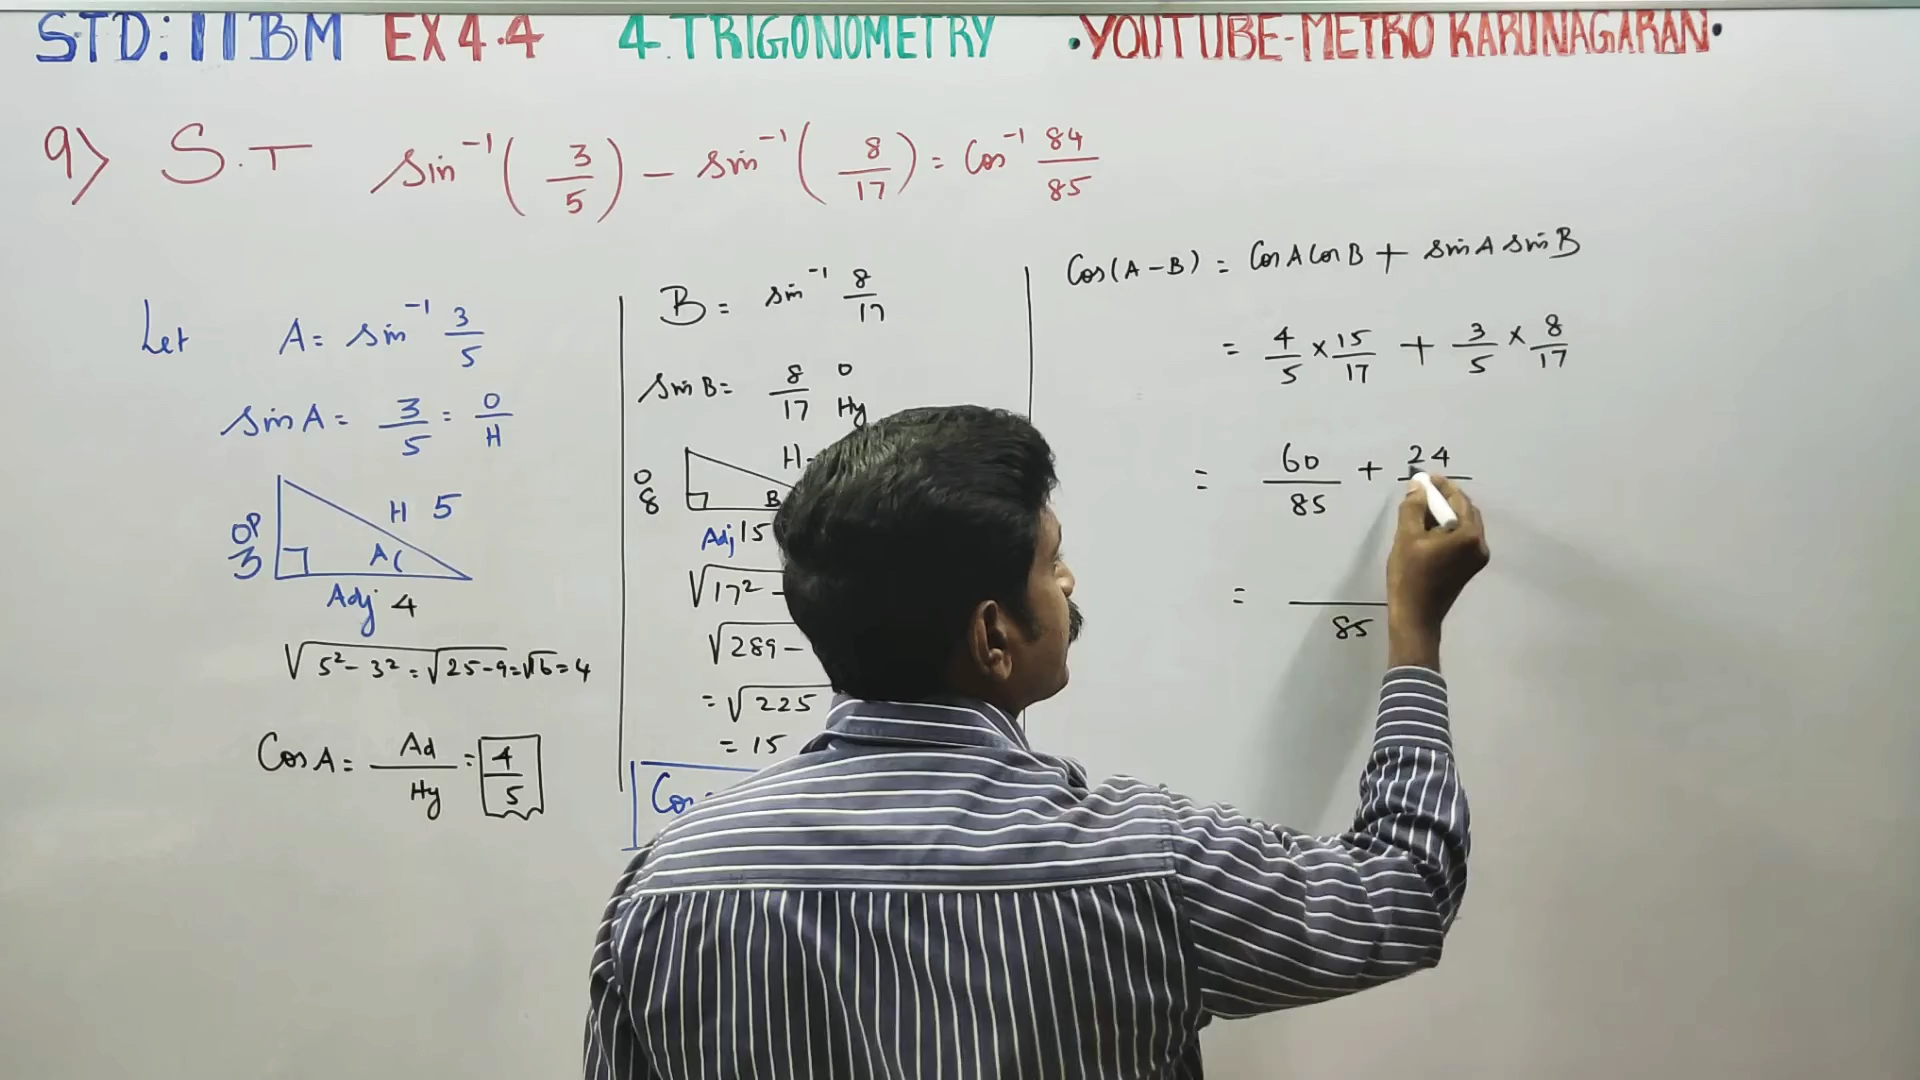 STD: 11 BM EX 4.4 4. TRIGONOMETRY •YOUTUBE-METRO KARUNAGARAN•
9) S.T sin⁻¹(3/5) – sin⁻¹(8/17) = Cos⁻¹ 84/85
Let A = sin⁻¹ 3/5
sinA = 3/5 = O/H
OP 3
H 5
A
Adj 4
√5²-3² = √25-9 = √6 = 4
CosA = Ad/Hy = 4/5
B = sin⁻¹ 8/17
sinB = 8/17 O/Hy
O 8
H-
B
Adj 15
√17² -
√289 -
= √225
= 15
Cos
Cos(A-B) = CosA CosB + sinA sinB
= 4/5 × 15/17 + 3/5 × 8/17
= 60/85 + 24
= /85